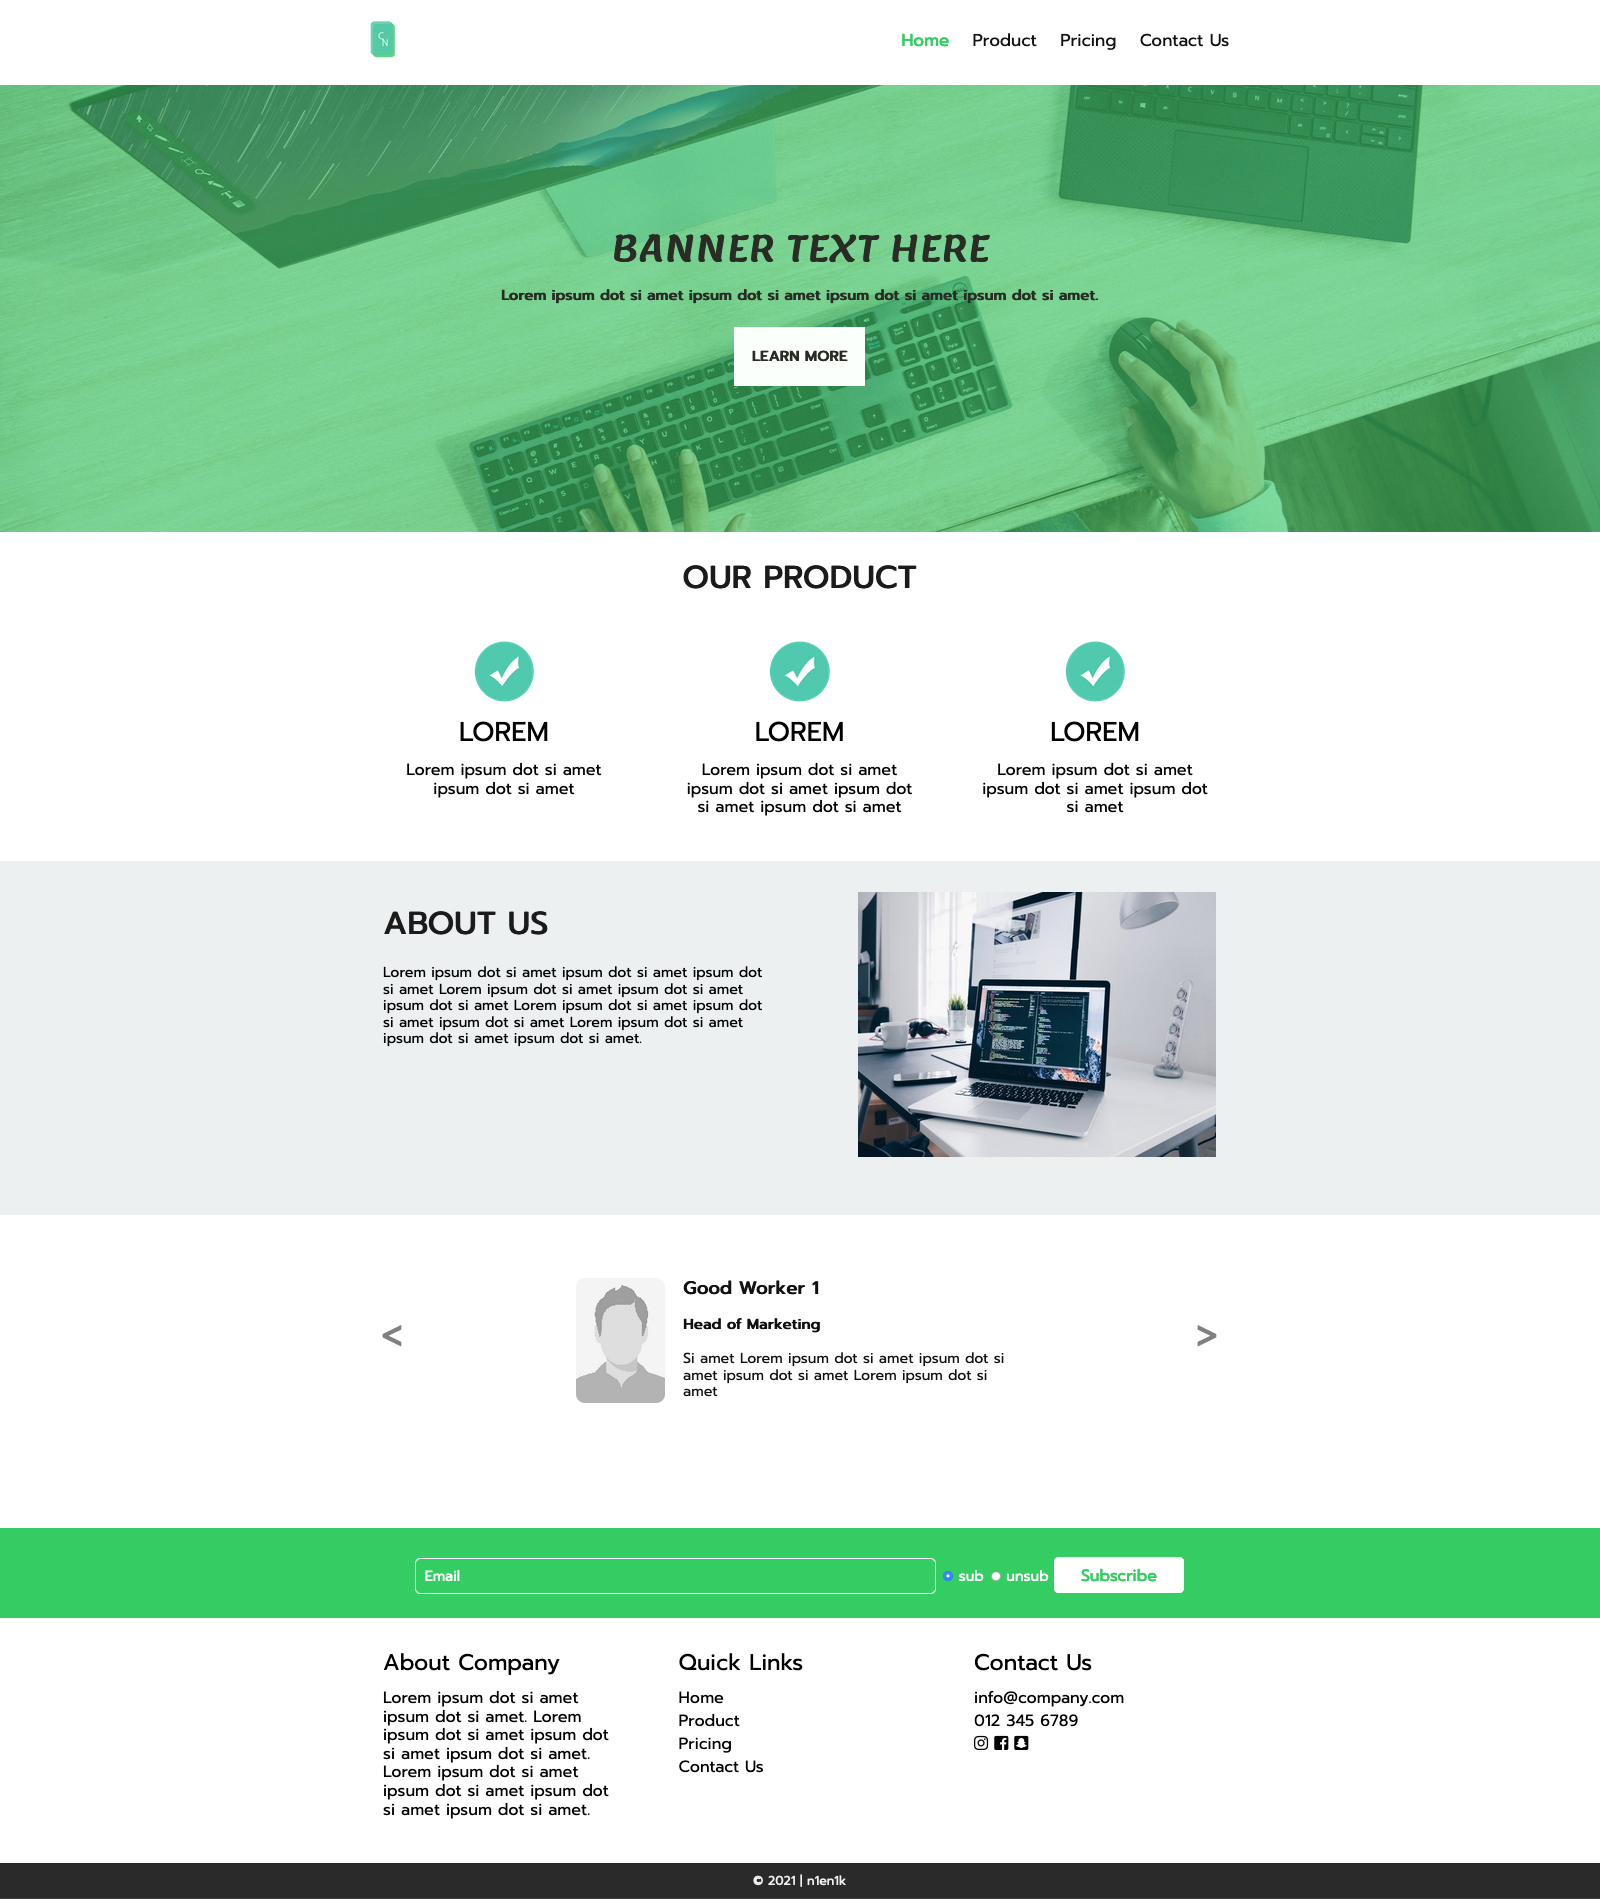 CN
Home Product Pricing Contact Us
BANNER TEXT HERE
Lorem ipsum dot si amet ipsum dot si amet ipsum dot si amet ipsum dot si amet.
LEARN MORE
OUR PRODUCT
LOREM
Lorem ipsum dot si amet
ipsum dot si amet
LOREM
Lorem ipsum dot si amet
ipsum dot si amet ipsum dot
si amet ipsum dot si amet
LOREM
Lorem ipsum dot si amet
ipsum dot si amet ipsum dot
si amet
ABOUT US
Lorem ipsum dot si amet ipsum dot si amet ipsum dot
si amet Lorem ipsum dot si amet ipsum dot si amet
ipsum dot si amet Lorem ipsum dot si amet ipsum dot
si amet ipsum dot si amet Lorem ipsum dot si amet
ipsum dot si amet ipsum dot si amet.
<
Good Worker 1
Head of Marketing
Si amet Lorem ipsum dot si amet ipsum dot si
amet ipsum dot si amet Lorem ipsum dot si
amet
>
Email sub unsub Subscribe
About Company
Lorem ipsum dot si amet
ipsum dot si amet. Lorem
ipsum dot si amet ipsum dot
si amet ipsum dot si amet.
Lorem ipsum dot si amet
ipsum dot si amet ipsum dot
si amet ipsum dot si amet.
Quick Links
Home
Product
Pricing
Contact Us
Contact Us
info@company.com
012 345 6789
© 2021 | n1en1k